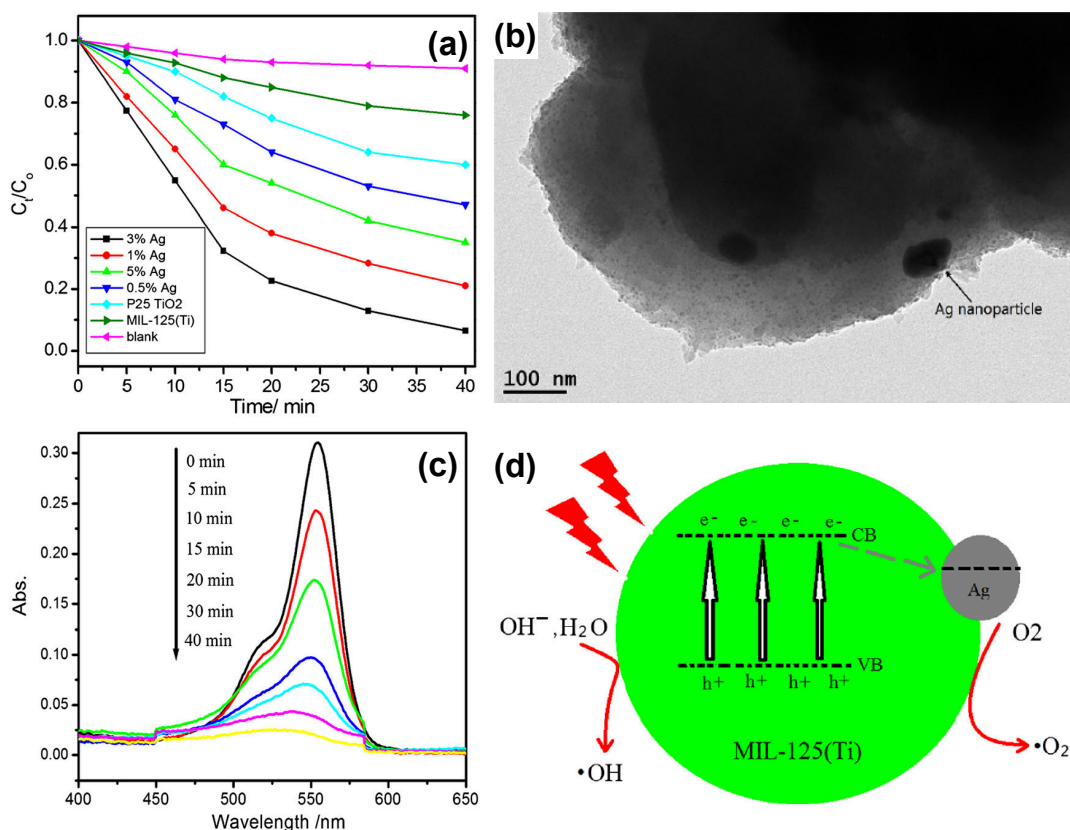 (a)
1.0
0.8
0.6
0.4
0.2
0.0
Ct/Co
3% Ag
1% Ag
5% Ag
0.5% Ag
P25 TiO2
MIL-125(Ti)
blank
0 5 10 15 20 25 30 35 40
Time/ min
(b)
Ag nanoparticle
100 nm
(c)
0.30
0.25
0.20
0.15
0.10
0.05
0.00
Abs.
0 min
5 min
10 min
15 min
20 min
30 min
40 min
400 450 500 550 600 650
Wavelength /nm
(d)
e- e- e- e-
CB
Ag
OH⁻,H2O
O2
VB
h+ h+ h+ h+
MIL-125(Ti)
·OH
·O₂